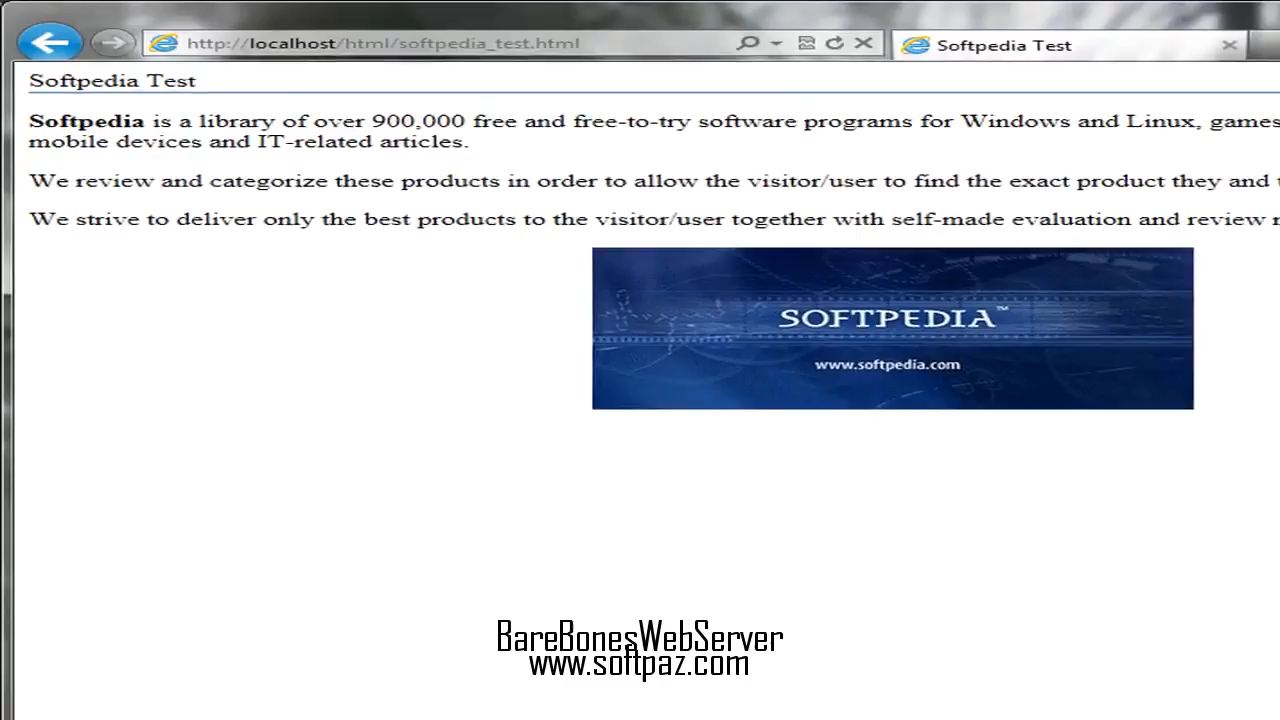 http://localhost/html/softpedia_test.html
Softpedia Test
Softpedia Test
Softpedia is a library of over 900,000 free and free-to-try software programs for Windows and Linux, games
mobile devices and IT-related articles.
We review and categorize these products in order to allow the visitor/user to find the exact product they and
We strive to deliver only the best products to the visitor/user together with self-made evaluation and review
SOFTPEDIA™
www.softpedia.com
BareBonesWebServer
www.softpaz.com